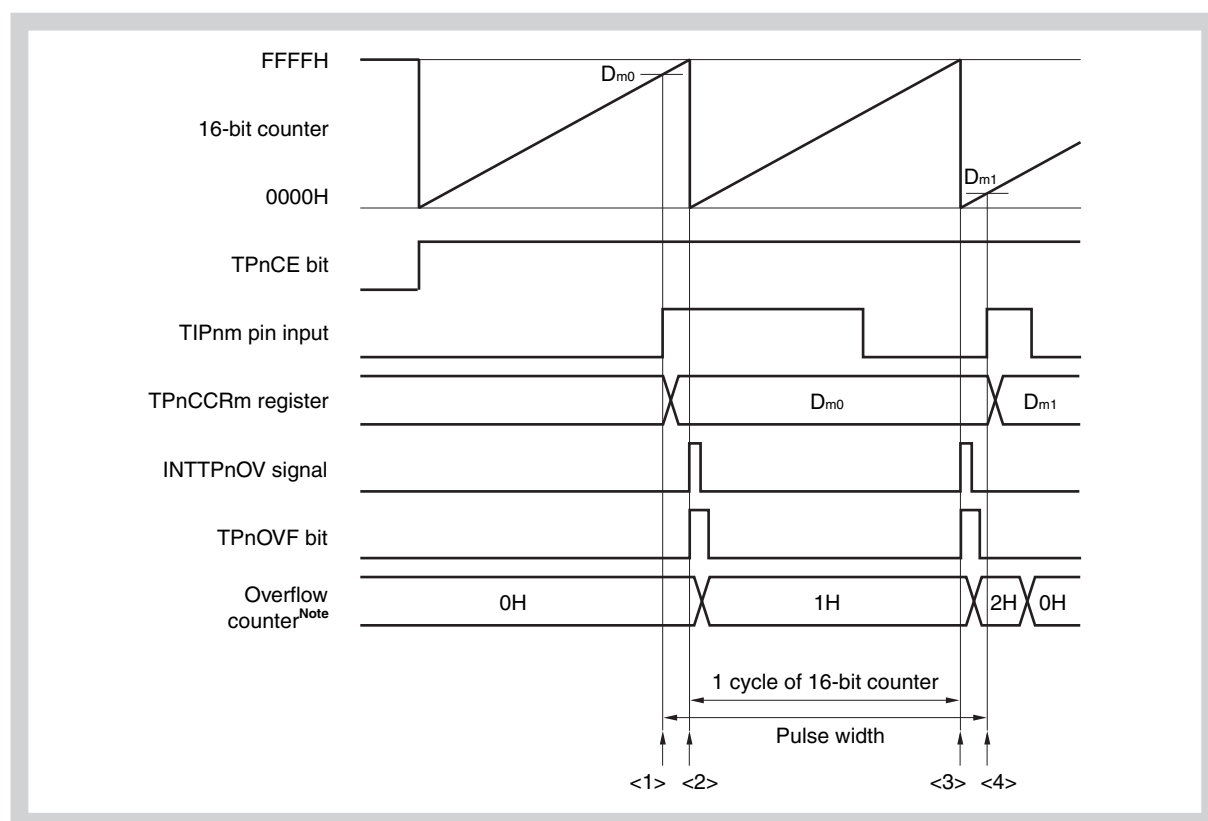 FFFFH
Dm0
16-bit counter
Dm1
0000H
TPnCE bit
TIPnm pin input
TPnCCRm register
Dm0
Dm1
INTTPnOV signal
TPnOVF bit
Overflow
counterNote
0H
1H
2H
0H
1 cycle of 16-bit counter
Pulse width
<1>
<2>
<3>
<4>